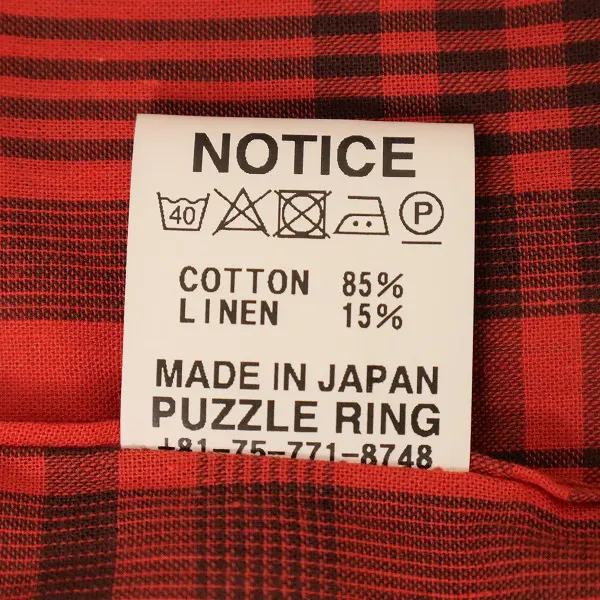 NOTICE
40 P
COTTON 85%
LINEN 15%
MADE IN JAPAN
PUZZLE RING
+81-75-771-8748